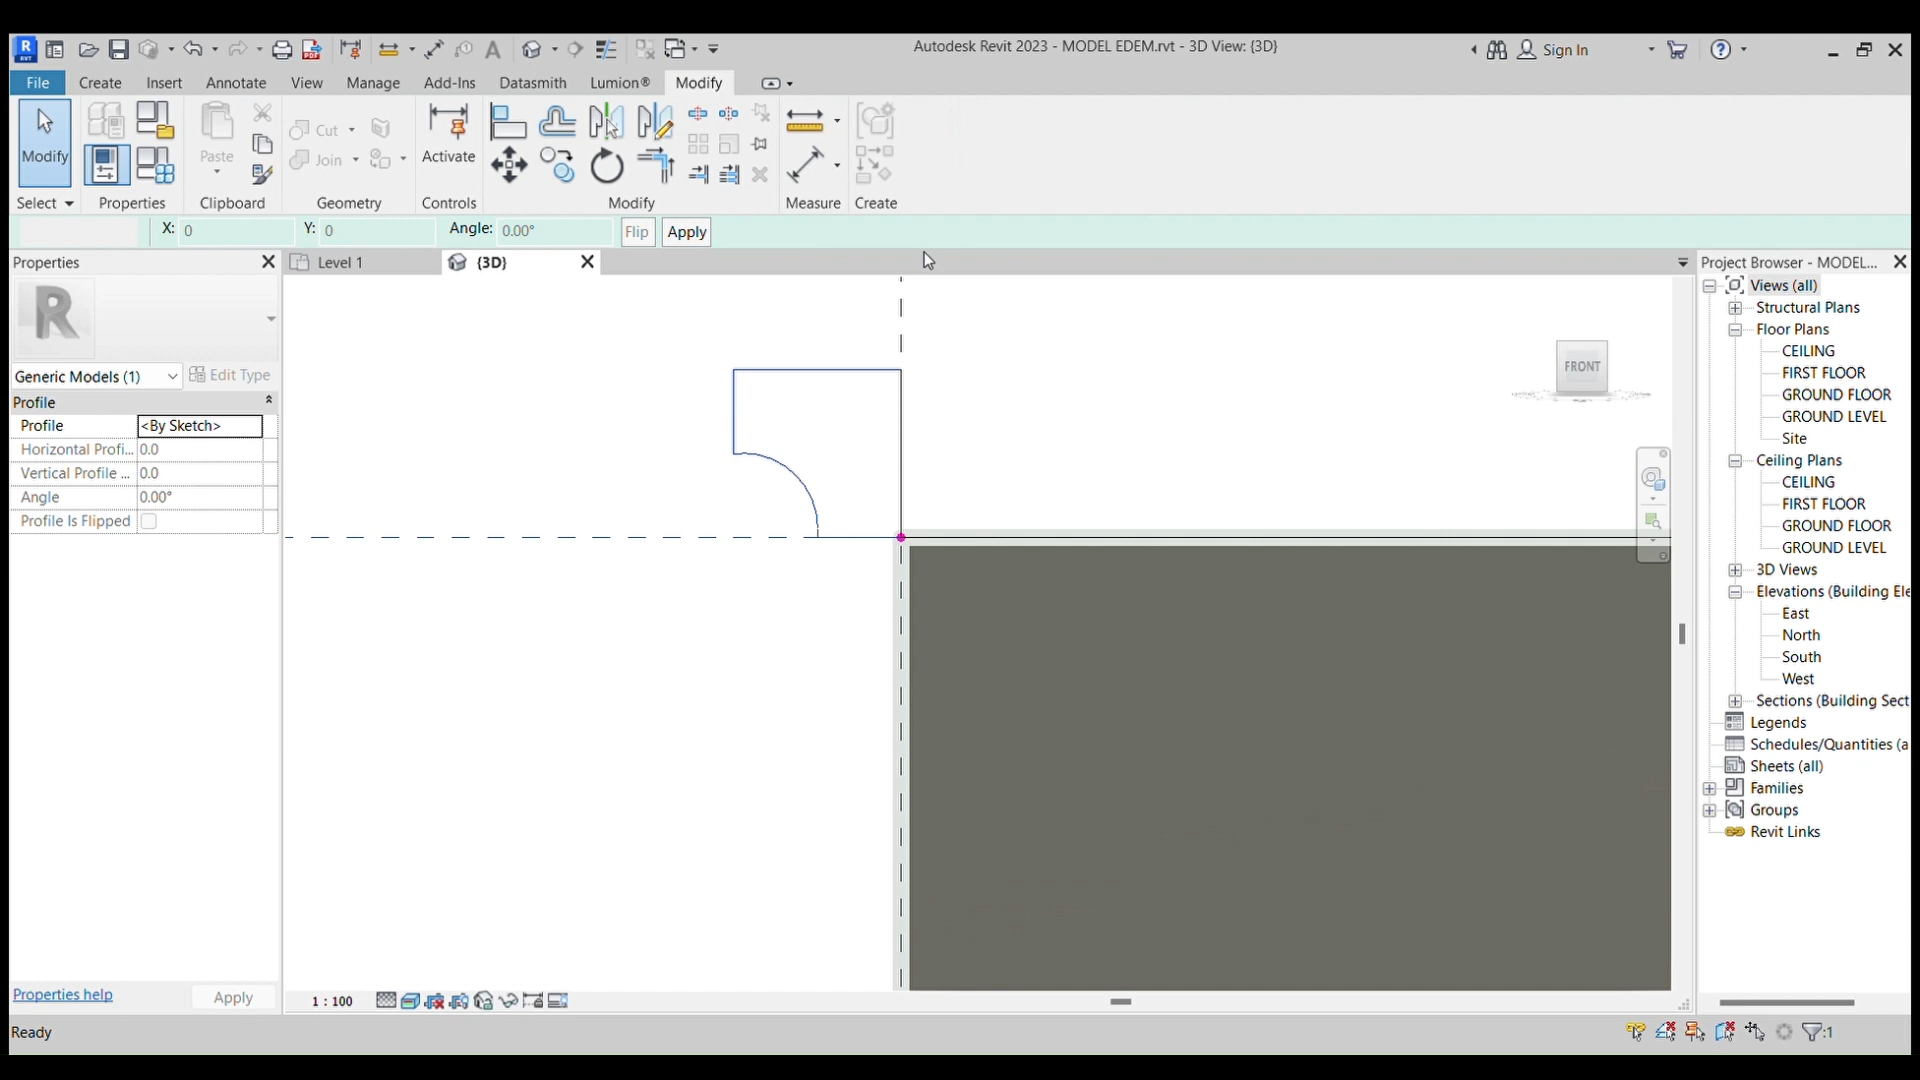 Autodesk Revit 2023 - MODEL EDEM.rvt - 3D View: {3D}
Sign In
File Create Insert Annotate View Manage Add-Ins Datasmith Lumion® Modify
Modify
Paste
Cut
Join
Activate
Select Properties Clipboard Geometry Controls Modify Measure Create
X: 0 Y: 0 Angle: 0.00° Flip Apply
Properties
Level 1
{3D}
Project Browser - MODEL...
R
Generic Models (1)
Edit Type
Profile
Profile <By Sketch>
Horizontal Profi... 0.0
Vertical Profile ... 0.0
Angle 0.00°
Profile Is Flipped
FRONT
Views (all)
Structural Plans
Floor Plans
CEILING
FIRST FLOOR
GROUND FLOOR
GROUND LEVEL
Site
Ceiling Plans
CEILING
FIRST FLOOR
GROUND FLOOR
GROUND LEVEL
3D Views
Elevations (Building Ele
East
North
South
West
Sections (Building Sect
Legends
Schedules/Quantities (a
Sheets (all)
Families
Groups
Revit Links
Properties help
Apply
1 : 100
Ready
:1